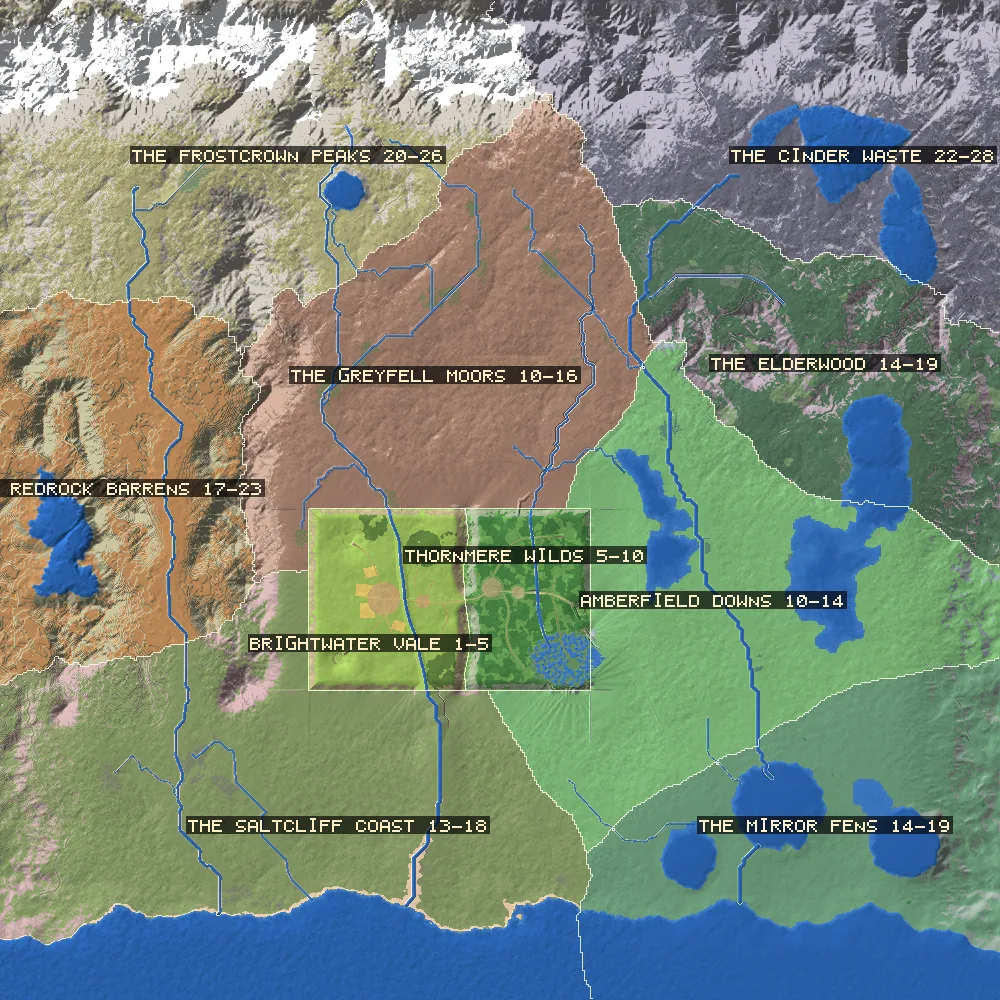 THE FROSTCROWN PEAKS 20-26
THE CINDER WASTE 22-28
THE ELDERWOOD 14-19
THE GREYFELL MOORS 10-16
REDROCK BARRENS 17-23
THORNMERE WILDS 5-10
AMBERFIELD DOWNS 10-14
BRIGHTWATER VALE 1-5
THE SALTCLIFF COAST 13-18
THE MIRROR FENS 14-19